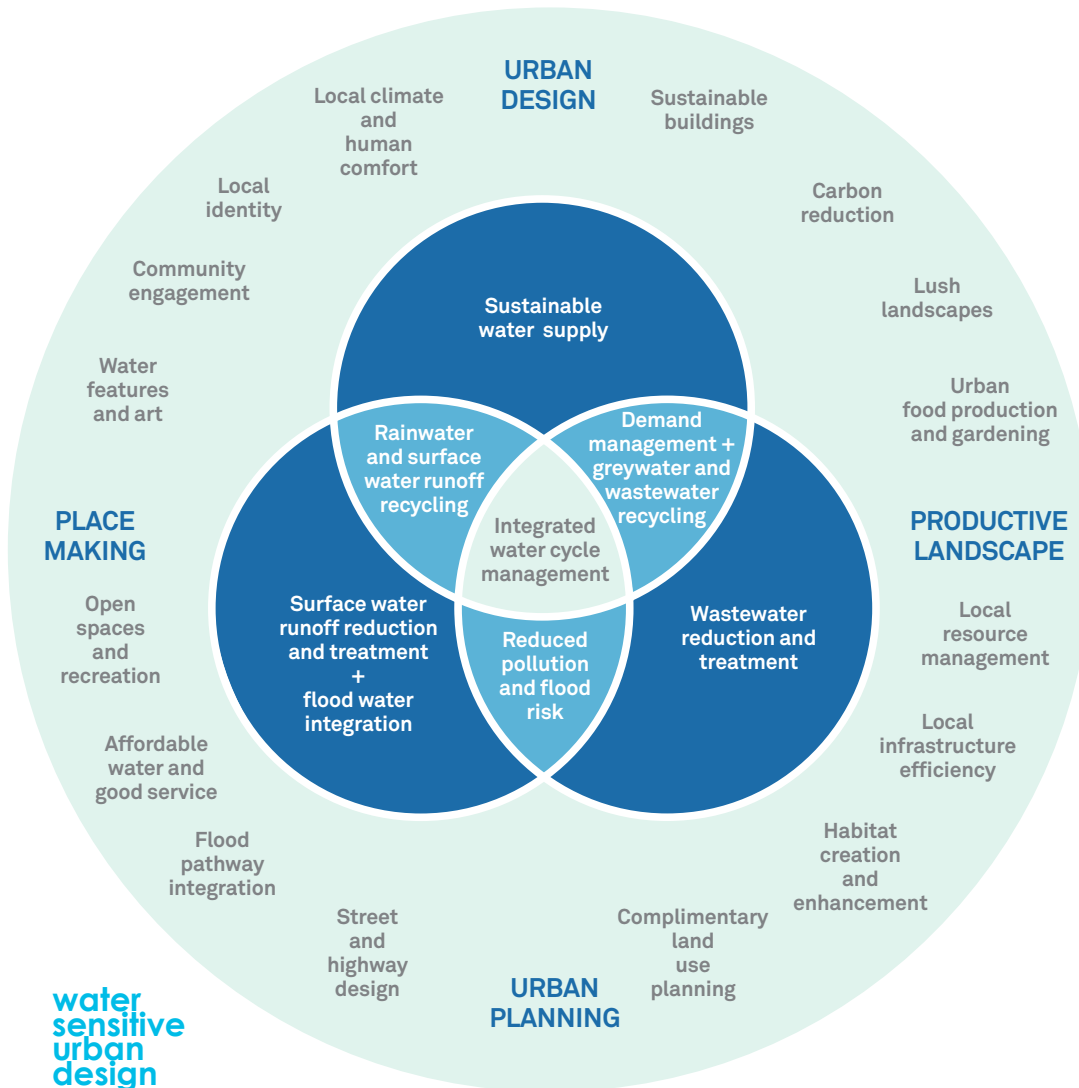 URBAN
DESIGN
Local climate
and
human
comfort
Sustainable
buildings
Local
identity
Carbon
reduction
Community
engagement
Lush
landscapes
Water
features
and art
Urban
food production
and gardening
Sustainable
water supply
Rainwater
and surface
water runoff
recycling
Demand
management +
greywater and
wastewater
recycling
Integrated
water cycle
management
PLACE
MAKING
PRODUCTIVE
LANDSCAPE
Surface water
runoff reduction
and treatment
+
flood water
integration
Reduced
pollution
and flood
risk
Wastewater
reduction and
treatment
Open
spaces
and
recreation
Local
resource
management
Affordable
water and
good service
Local
infrastructure
efficiency
Flood
pathway
integration
Habitat
creation
and
enhancement
Street
and
highway
design
Complimentary
land
use
planning
URBAN
PLANNING
water
sensitive
urban
design